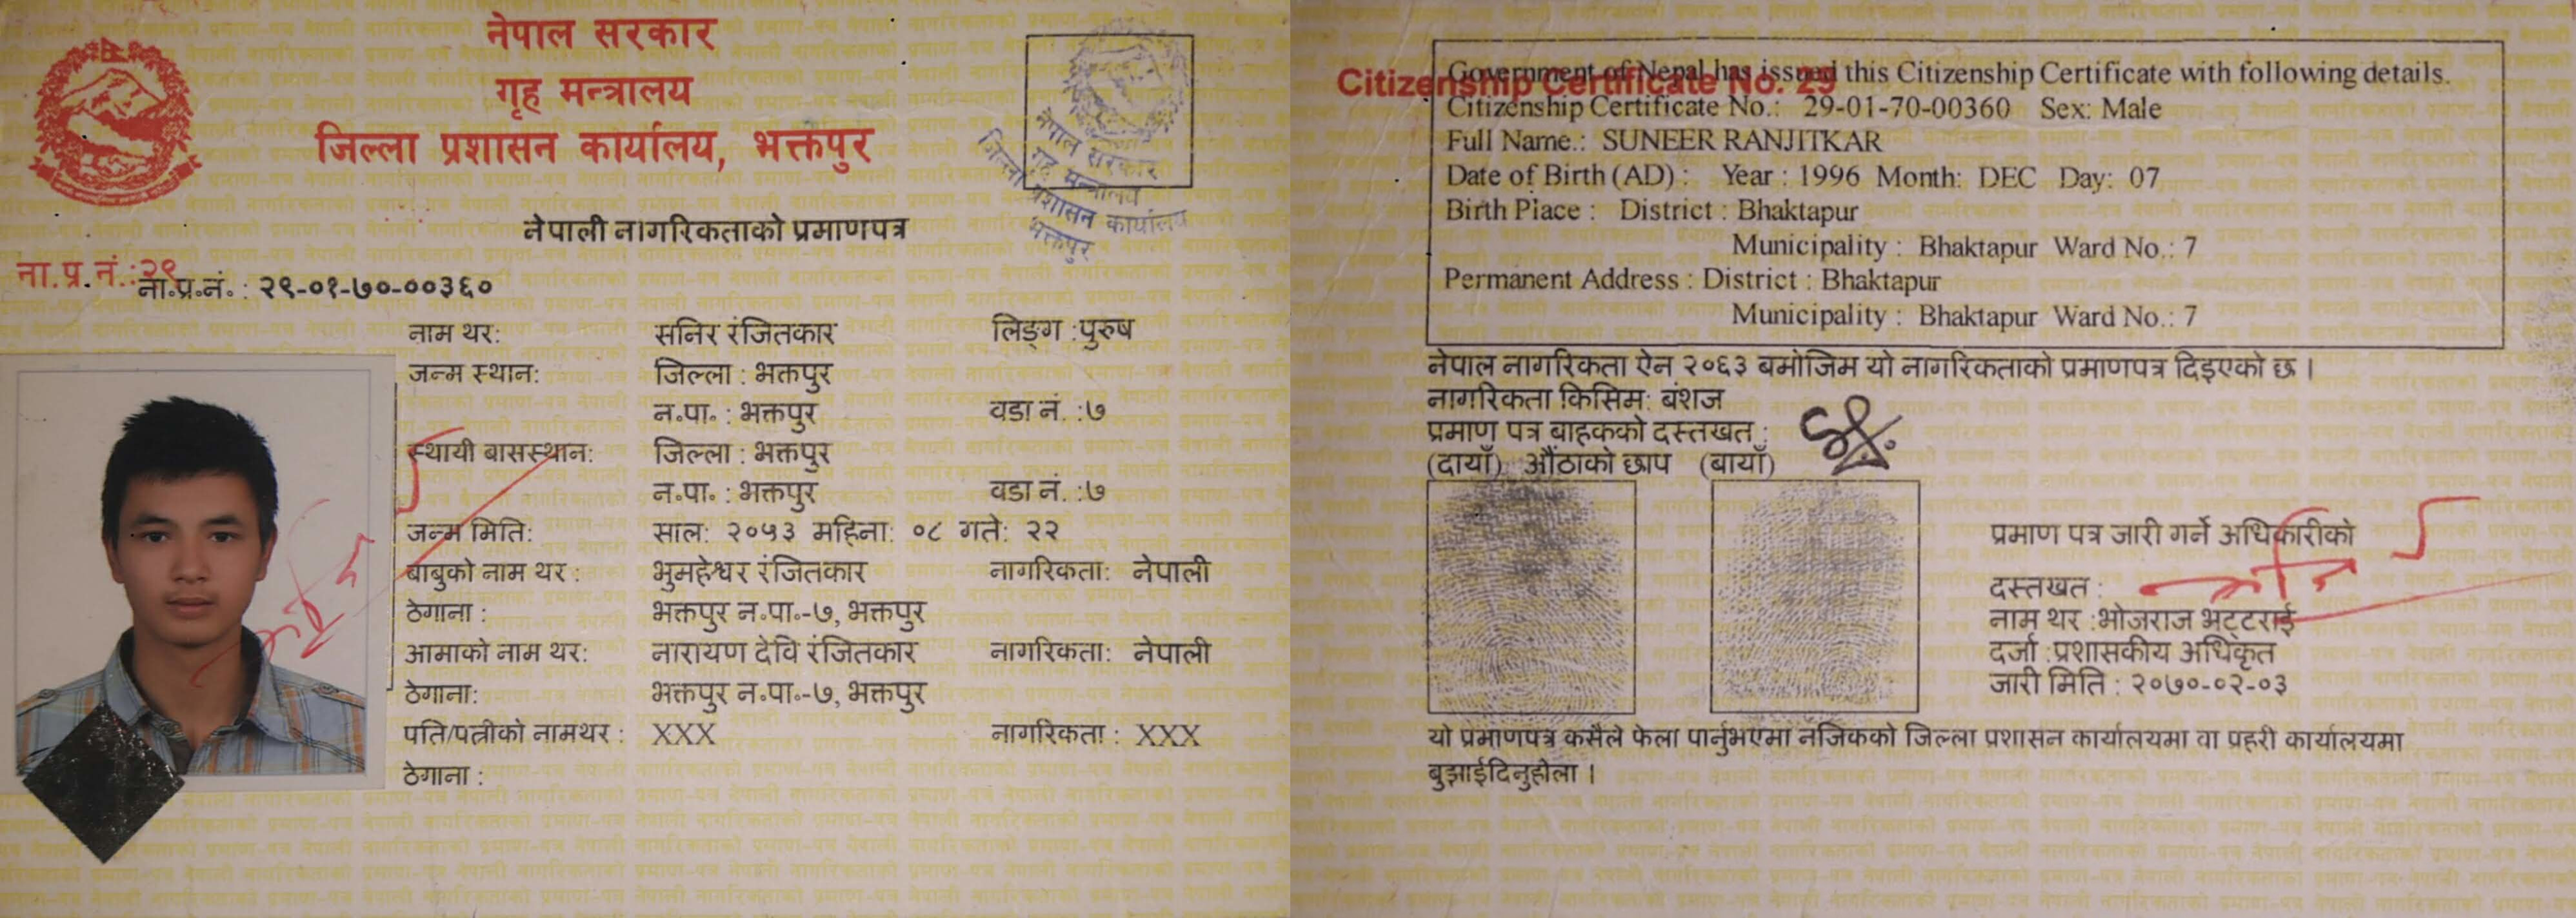 नेपाल सरकार
गृह मन्त्रालय
जिल्ला प्रशासन कार्यालय, भक्तपुर
नेपाल सरकार
गृह मन्त्रालय
जिल्ला प्रशासन कार्यालय
भक्तपुर
नेपाली नागरिकताको प्रमाणपत्र
ना.प्र.नं.:२९
ना.प्र.नं. : २९-०१-७०-००३६०
नाम थर: सनिर रंजितकार लिङ्ग :पुरुष
जन्म स्थान: जिल्ला : भक्तपुर
न.पा. : भक्तपुर वडा नं. :७
स्थायी बासस्थान: जिल्ला : भक्तपुर
न.पा. : भक्तपुर वडा नं. :७
जन्म मिति: साल: २०५३ महिना: ०८ गते: २२
बाबुको नाम थर : भुमहेश्वर रंजितकार नागरिकता: नेपाली
ठेगाना : भक्तपुर न.पा.-७, भक्तपुर
आमाको नाम थर: नारायण देवि रंजितकार नागरिकता: नेपाली
ठेगाना: भक्तपुर न.पा.-७, भक्तपुर
पति/पत्नीको नामथर : XXX नागरिकता : XXX
ठेगाना :
Citizenship Certificate No. 29
Government of Nepal has issued this Citizenship Certificate with following details.
Citizenship Certificate No.: 29-01-70-00360 Sex: Male
Full Name.: SUNEER RANJITKAR
Date of Birth (AD) : Year : 1996 Month: DEC Day: 07
Birth Place : District : Bhaktapur
Municipality : Bhaktapur Ward No.: 7
Permanent Address : District : Bhaktapur
Municipality : Bhaktapur Ward No.: 7
नेपाल नागरिकता ऐन २०६३ बमोजिम यो नागरिकताको प्रमाणपत्र दिइएको छ ।
नागरिकता किसिम: बंशज
प्रमाण पत्र बाहकको दस्तखत :
(दायाँ) औंठाको छाप (बायाँ)
प्रमाण पत्र जारी गर्ने अधिकारीको
दस्तखत :
नाम थर :भोजराज भट्टराई
दर्जा :प्रशासकीय अधिकृत
जारी मिति : २०७०-०२-०३
यो प्रमाणपत्र कसैले फेला पार्नुभएमा नजिकको जिल्ला प्रशासन कार्यालयमा वा प्रहरी कार्यालयमा
बुझाईदिनुहोला ।